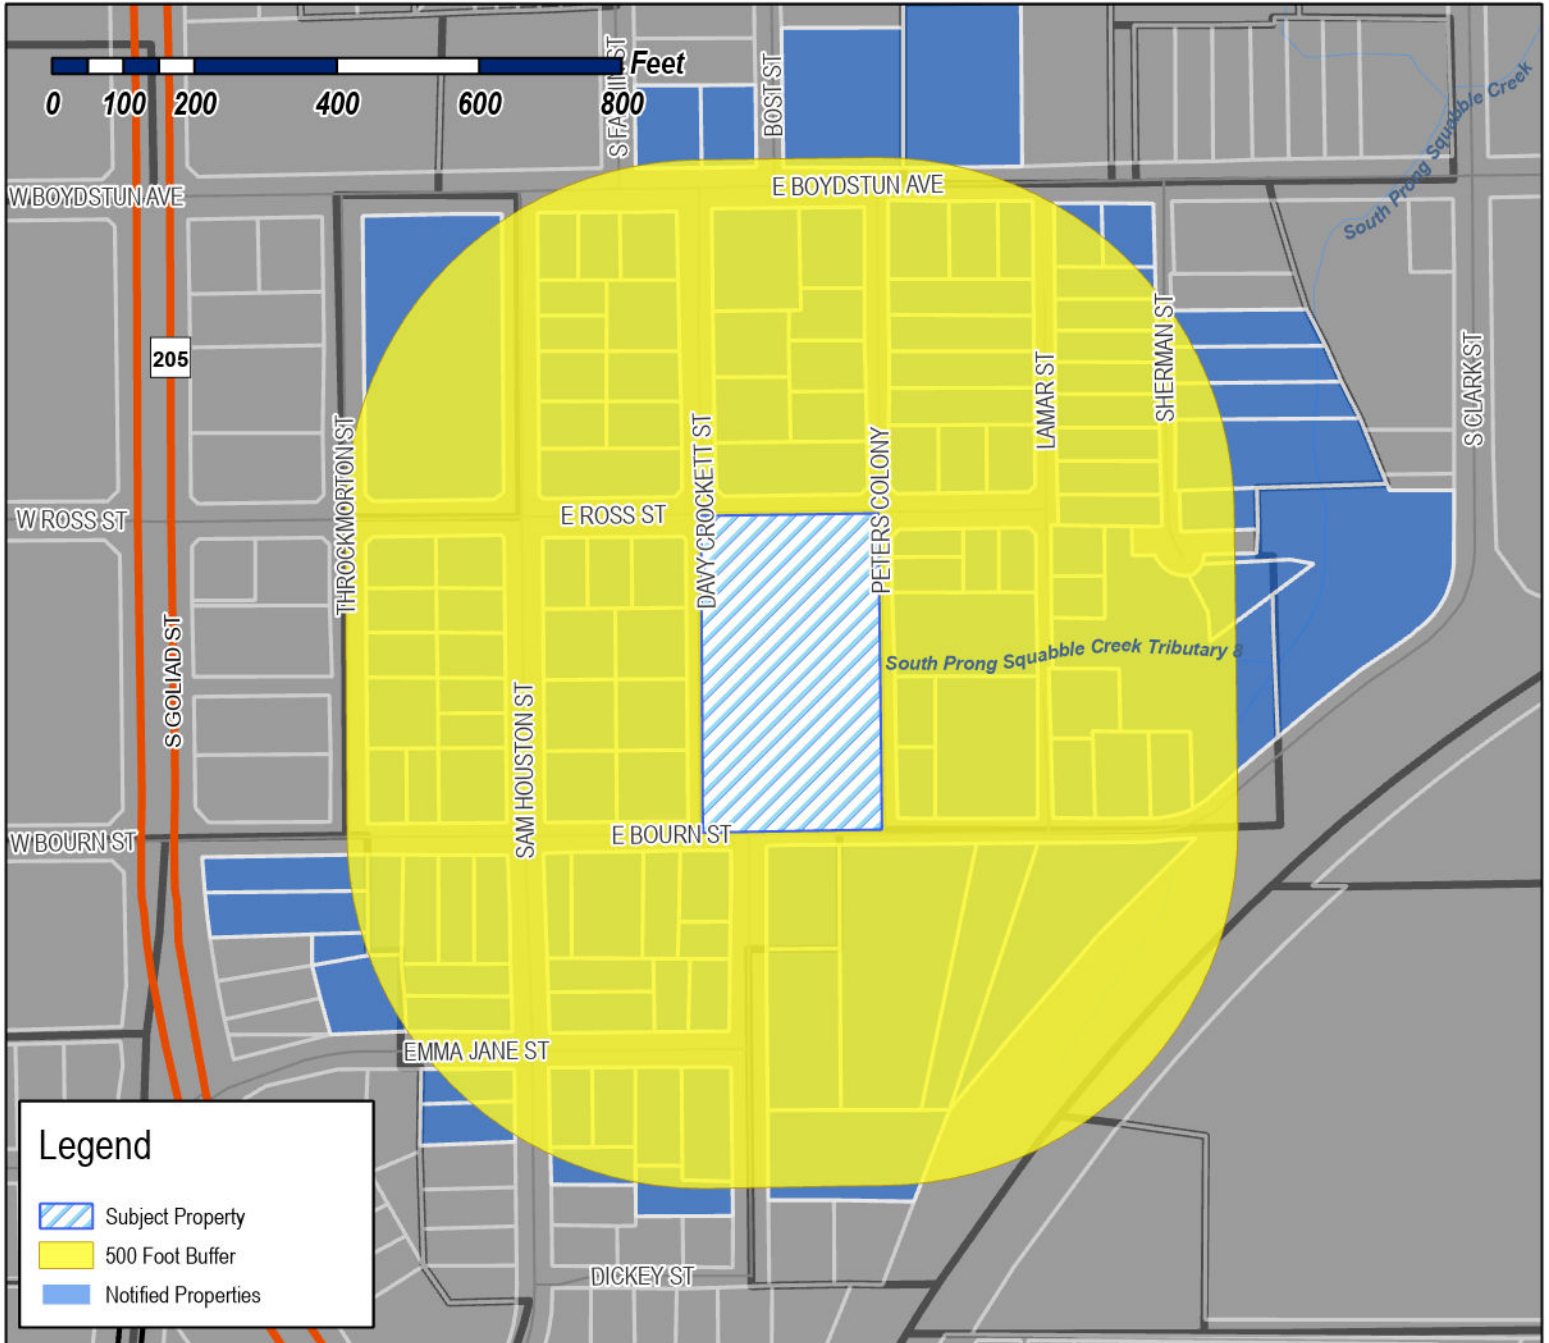 Feet
0 100 200 400 600 800
S FANNIN ST
BOST ST
South Prong Squabble Creek
W BOYDSTUN AVE
E BOYDSTUN AVE
205
SHERMAN ST
S CLARK ST
LAMAR ST
THROCKMORTON ST
DAVY CROCKETT ST
PETERS COLONY
W ROSS ST
E ROSS ST
S GOLIAD ST
South Prong Squabble Creek Tributary 8
SAM HOUSTON ST
W BOURN ST
E BOURN ST
EMMA JANE ST
DICKEY ST
Legend
Subject Property
500 Foot Buffer
Notified Properties